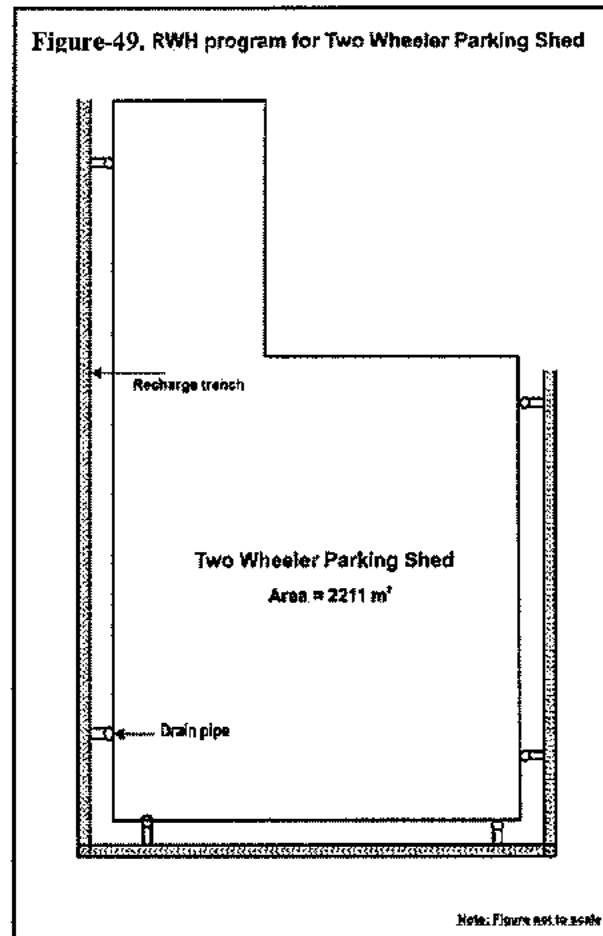 Figure-49. RWH program for Two Wheeler Parking Shed
Recharge trench
Two Wheeler Parking Shed
Area = 2211 m²
Drain pipe
Note: Figure not to scale